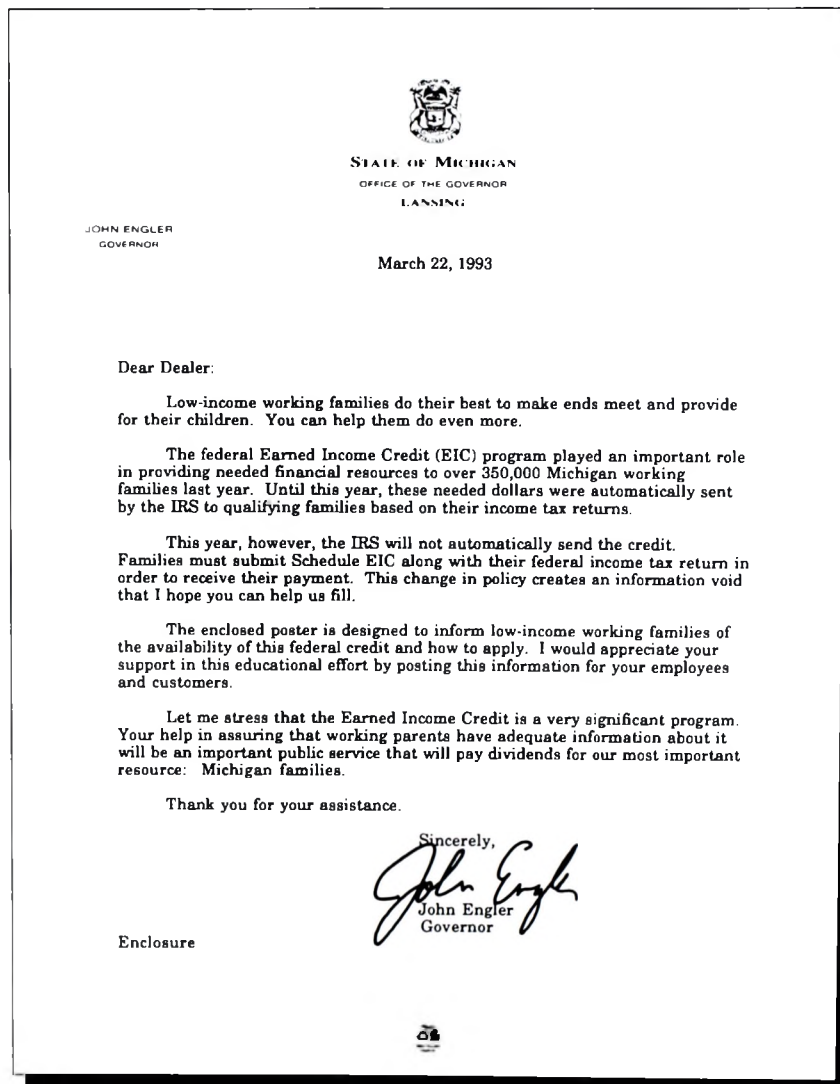 STATE OF MICHIGAN
OFFICE OF THE GOVERNOR
LANSING
JOHN ENGLER
GOVERNOR
March 22, 1993
Dear Dealer:
Low-income working families do their best to make ends meet and provide
for their children. You can help them do even more.
The federal Earned Income Credit (EIC) program played an important role
in providing needed financial resources to over 350,000 Michigan working
families last year. Until this year, these needed dollars were automatically sent
by the IRS to qualifying families based on their income tax returns.
This year, however, the IRS will not automatically send the credit.
Families must submit Schedule EIC along with their federal income tax return in
order to receive their payment. This change in policy creates an information void
that I hope you can help us fill.
The enclosed poster is designed to inform low-income working families of
the availability of this federal credit and how to apply. I would appreciate your
support in this educational effort by posting this information for your employees
and customers.
Let me stress that the Earned Income Credit is a very significant program.
Your help in assuring that working parents have adequate information about it
will be an important public service that will pay dividends for our most important
resource: Michigan families.
Thank you for your assistance.
Sincerely,
John Engler
John Engler
Governor
Enclosure